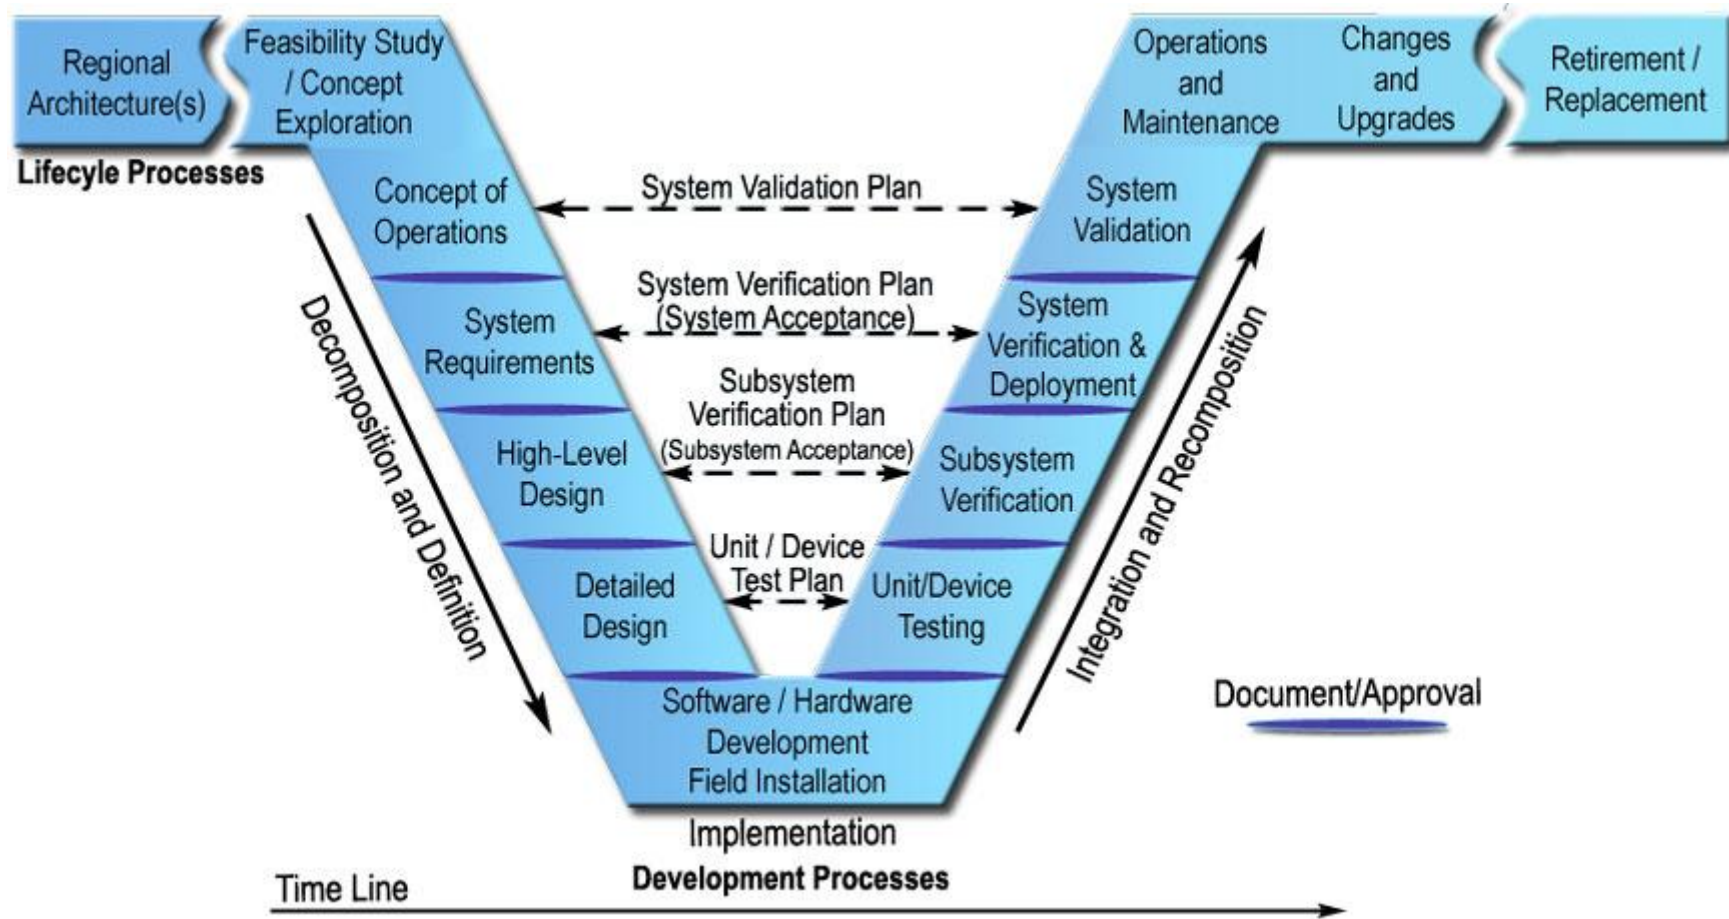 Regional
Architecture(s)
Feasibility Study
/ Concept
Exploration
Operations
and
Maintenance
Changes
and
Upgrades
Retirement /
Replacement
Lifecyle Processes
Concept of
Operations
System Validation Plan
System
Validation
System
Requirements
System Verification Plan
(System Acceptance)
System
Verification &
Deployment
High-Level
Design
Subsystem
Verification Plan
(Subsystem Acceptance)
Subsystem
Verification
Detailed
Design
Unit / Device
Test Plan
Unit/Device
Testing
Decomposition and Definition
Integration and Recomposition
Software / Hardware
Development
Field Installation
Document/Approval
Implementation
Development Processes
Time Line